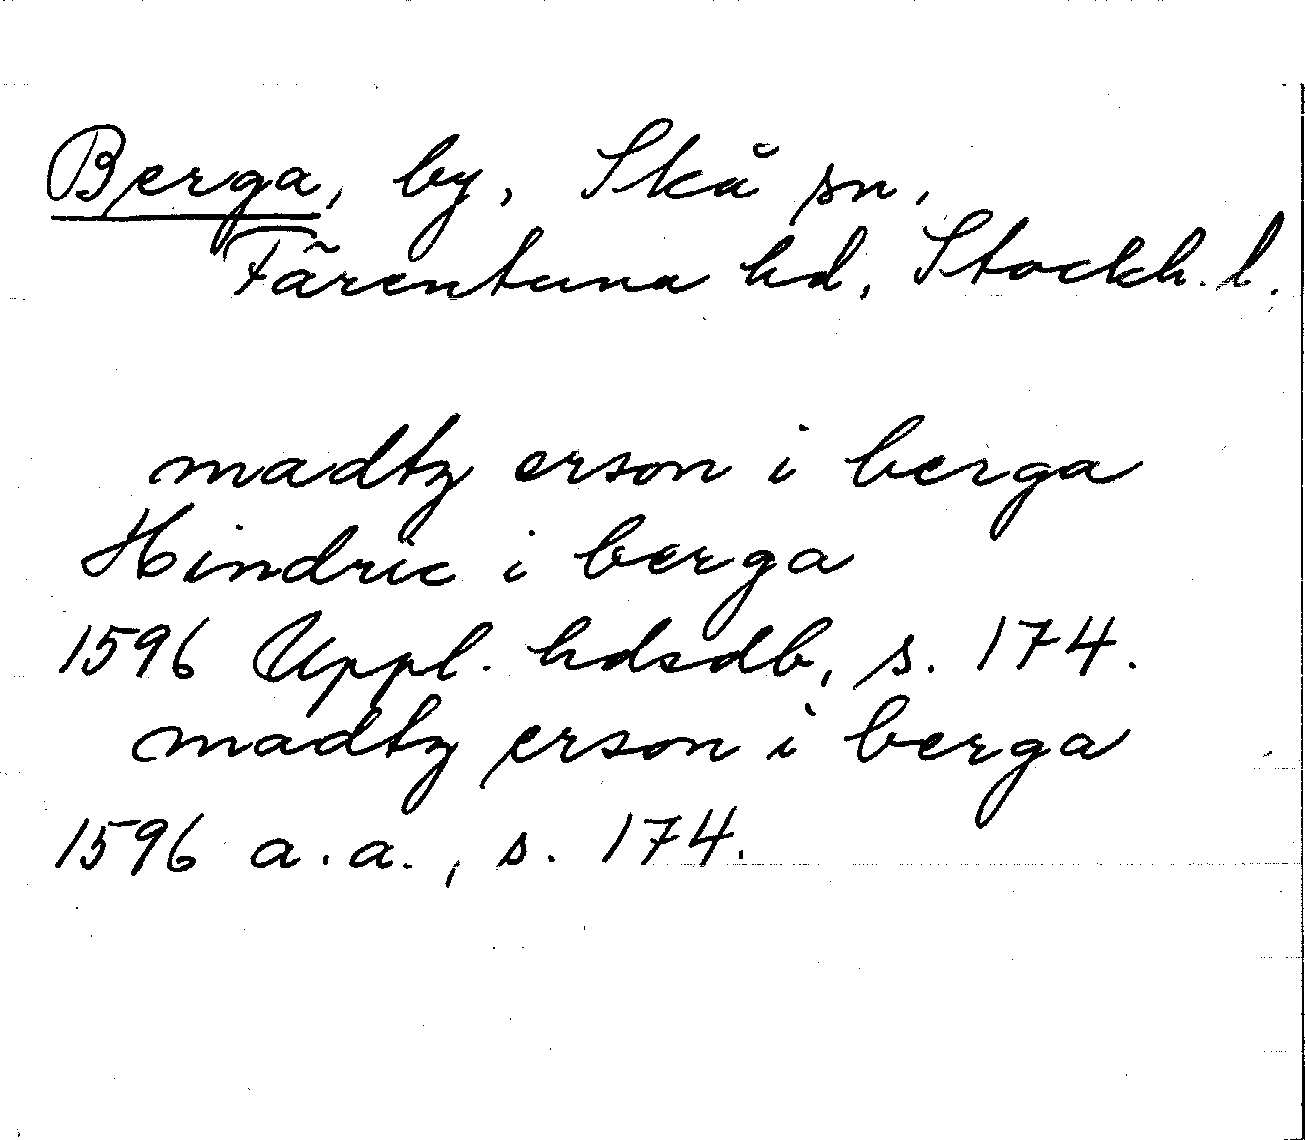 Berga, by, Skå sn,
Färentuna hd, Stockh. l.
madtz erson i berga
Hindric i berga
1596 Uppl. hdsdb, s. 174.
madtz erson i berga
1596 a.a., s. 174.